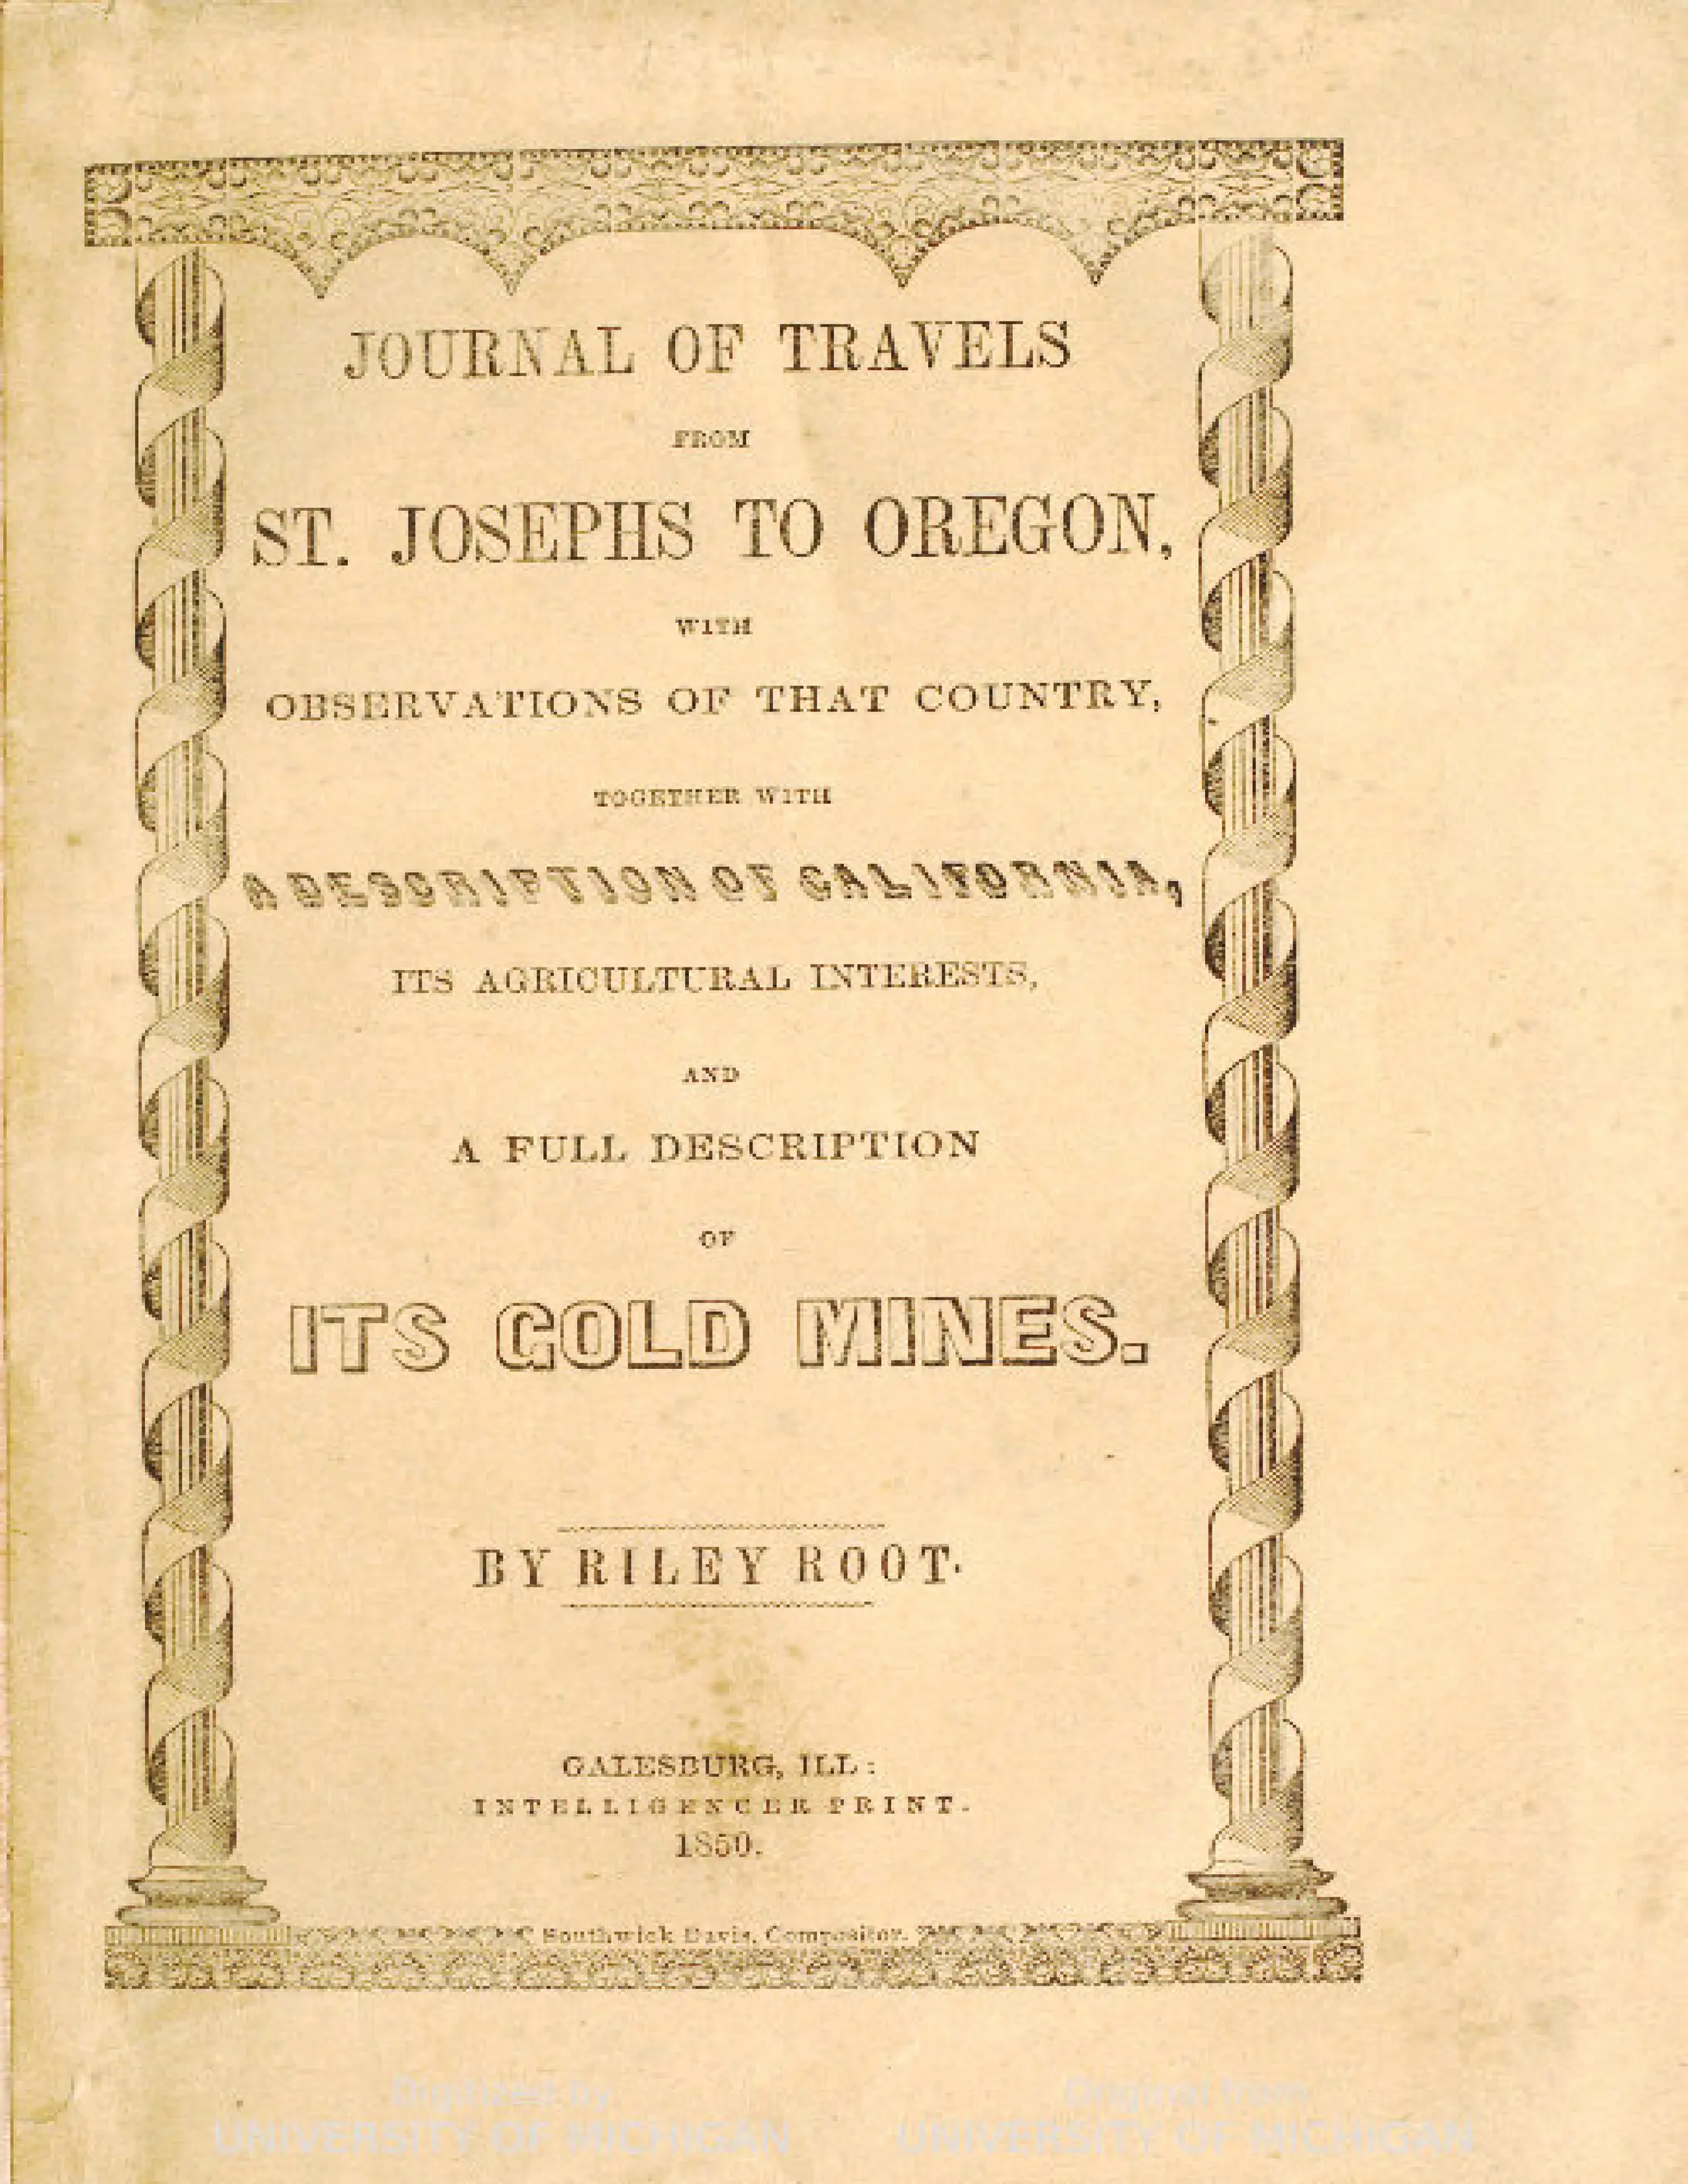 JOURNAL OF TRAVELS
FROM
ST. JOSEPHS TO OREGON,
WITH
OBSERVATIONS OF THAT COUNTRY,
TOGETHER WITH
A DESCRIPTION OF CALIFORNIA,
ITS AGRICULTURAL INTERESTS,
AND
A FULL DESCRIPTION
OF
ITS GOLD MINES.
BY RILEY ROOT.
GALESBURG, ILL:
INTELLIGENCER PRINT.
1850.
Southwick Davis, Compositor.
Digitized by
UNIVERSITY OF MICHIGAN
Original from
UNIVERSITY OF MICHIGAN